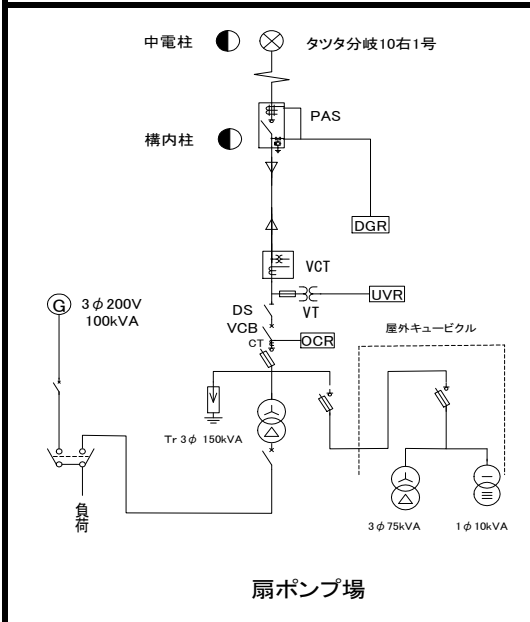 中電柱
タツタ分岐10右1号
PAS
構内柱
DGR
VCT
G
3φ200V
100kVA
UVR
DS
VT
VCB
CT
OCR
屋外キュービクル
Tr 3φ 150kVA
負荷
3φ75kVA
1φ10kVA
扇ポンプ場